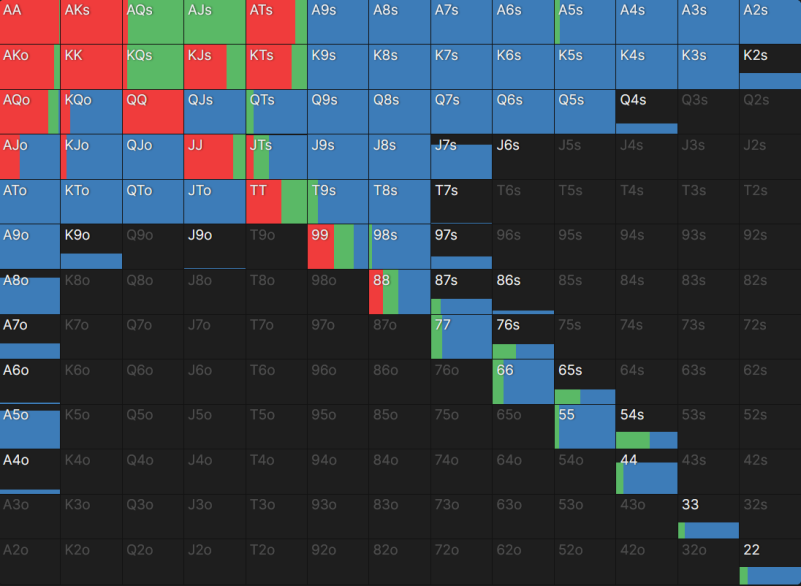 AA AKs AQs AJs ATs A9s A8s A7s A6s A5s A4s A3s A2s
AKo KK KQs KJs KTs K9s K8s K7s K6s K5s K4s K3s K2s
AQo KQo QQ QJs QTs Q9s Q8s Q7s Q6s Q5s Q4s Q3s Q2s
AJo KJo QJo JJ JTs J9s J8s J7s J6s J5s J4s J3s J2s
ATo KTo QTo JTo TT T9s T8s T7s T6s T5s T4s T3s T2s
A9o K9o Q9o J9o T9o 99 98s 97s 96s 95s 94s 93s 92s
A8o K8o Q8o J8o T8o 98o 88 87s 86s 85s 84s 83s 82s
A7o K7o Q7o J7o T7o 97o 87o 77 76s 75s 74s 73s 72s
A6o K6o Q6o J6o T6o 96o 86o 76o 66 65s 64s 63s 62s
A5o K5o Q5o J5o T5o 95o 85o 75o 65o 55 54s 53s 52s
A4o K4o Q4o J4o T4o 94o 84o 74o 64o 54o 44 43s 42s
A3o K3o Q3o J3o T3o 93o 83o 73o 63o 53o 43o 33 32s
A2o K2o Q2o J2o T2o 92o 82o 72o 62o 52o 42o 32o 22